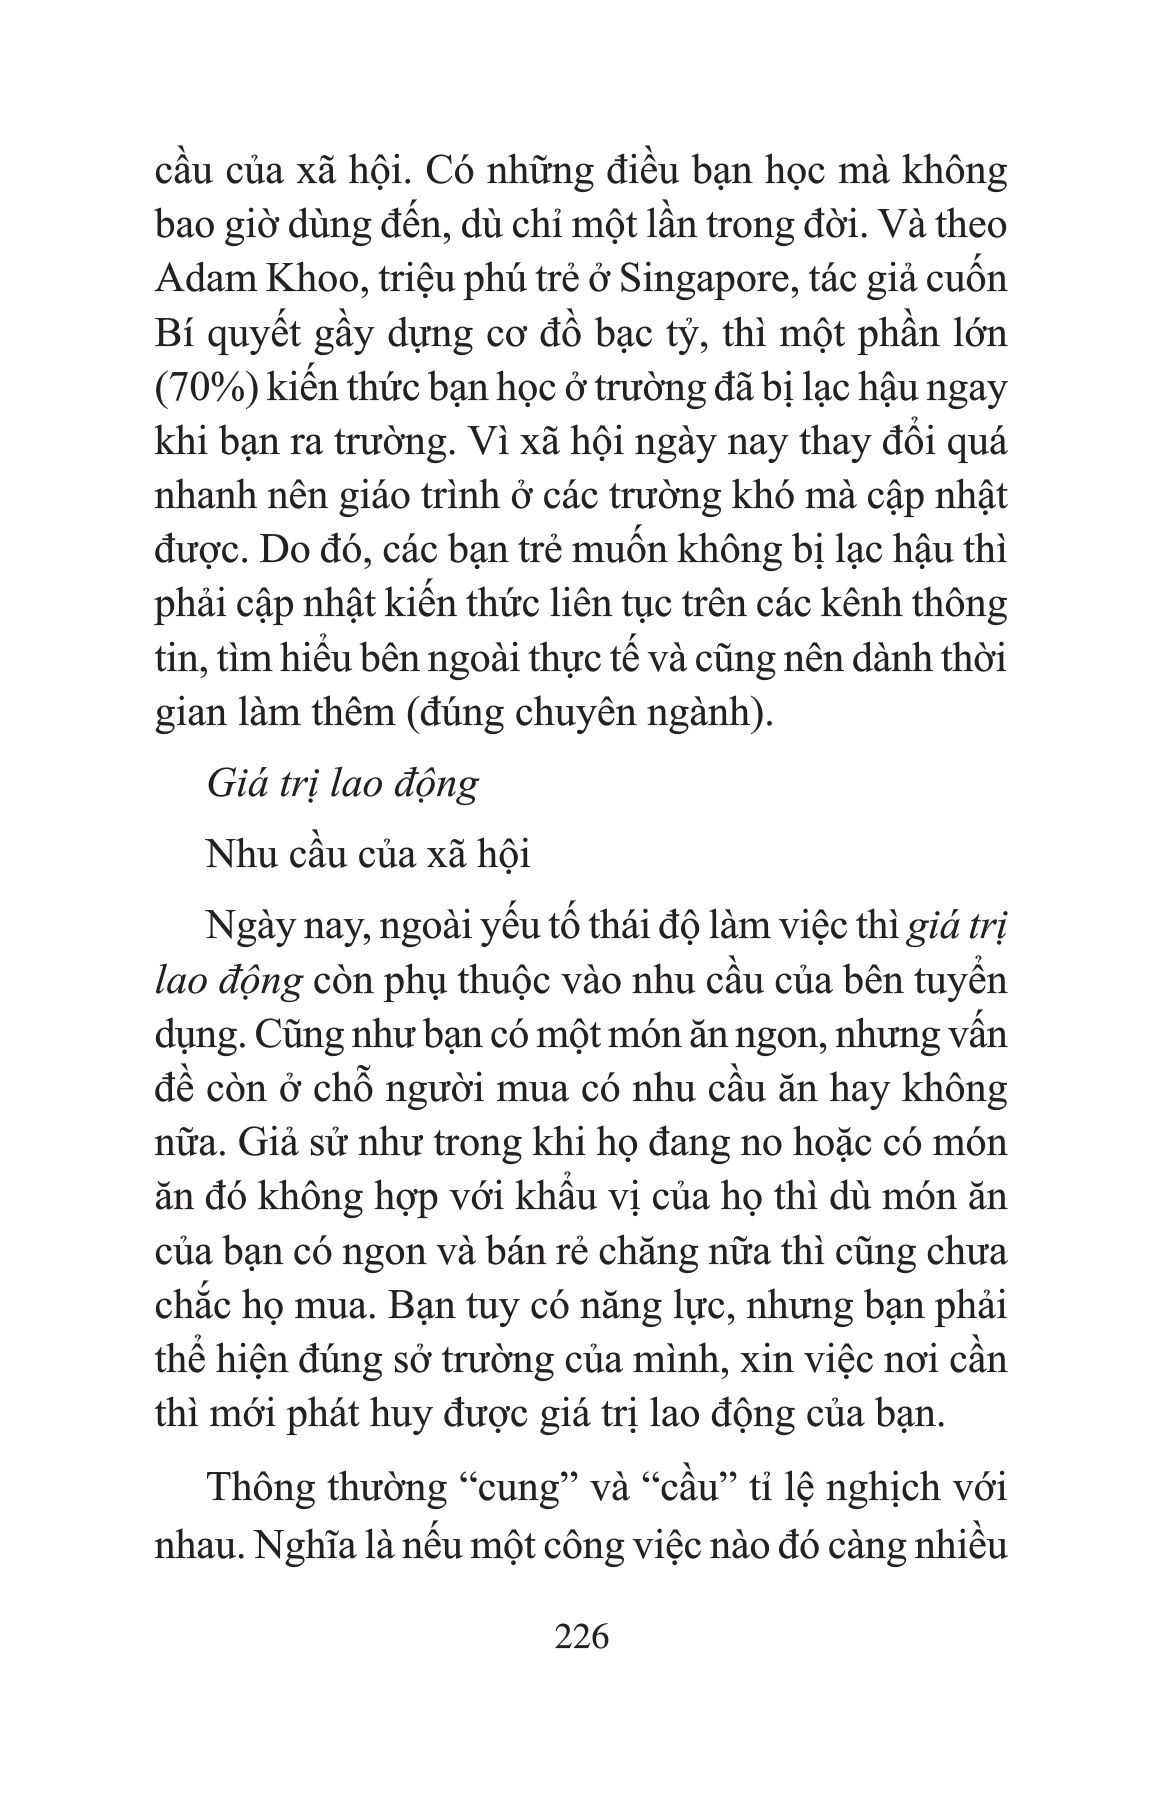 cầu của xã hội. Có những điều bạn học mà không
bao giờ dùng đến, dù chỉ một lần trong đời. Và theo
Adam Khoo, triệu phú trẻ ở Singapore, tác giả cuốn
Bí quyết gầy dựng cơ đồ bạc tỷ, thì một phần lớn
(70%) kiến thức bạn học ở trường đã bị lạc hậu ngay
khi bạn ra trường. Vì xã hội ngày nay thay đổi quá
nhanh nên giáo trình ở các trường khó mà cập nhật
được. Do đó, các bạn trẻ muốn không bị lạc hậu thì
phải cập nhật kiến thức liên tục trên các kênh thông
tin, tìm hiểu bên ngoài thực tế và cũng nên dành thời
gian làm thêm (đúng chuyên ngành).
Giá trị lao động
Nhu cầu của xã hội
Ngày nay, ngoài yếu tố thái độ làm việc thì giá trị
lao động còn phụ thuộc vào nhu cầu của bên tuyển
dụng. Cũng như bạn có một món ăn ngon, nhưng vấn
đề còn ở chỗ người mua có nhu cầu ăn hay không
nữa. Giả sử như trong khi họ đang no hoặc có món
ăn đó không hợp với khẩu vị của họ thì dù món ăn
của bạn có ngon và bán rẻ chăng nữa thì cũng chưa
chắc họ mua. Bạn tuy có năng lực, nhưng bạn phải
thể hiện đúng sở trường của mình, xin việc nơi cần
thì mới phát huy được giá trị lao động của bạn.
Thông thường “cung” và “cầu” tỉ lệ nghịch với
nhau. Nghĩa là nếu một công việc nào đó càng nhiều
226